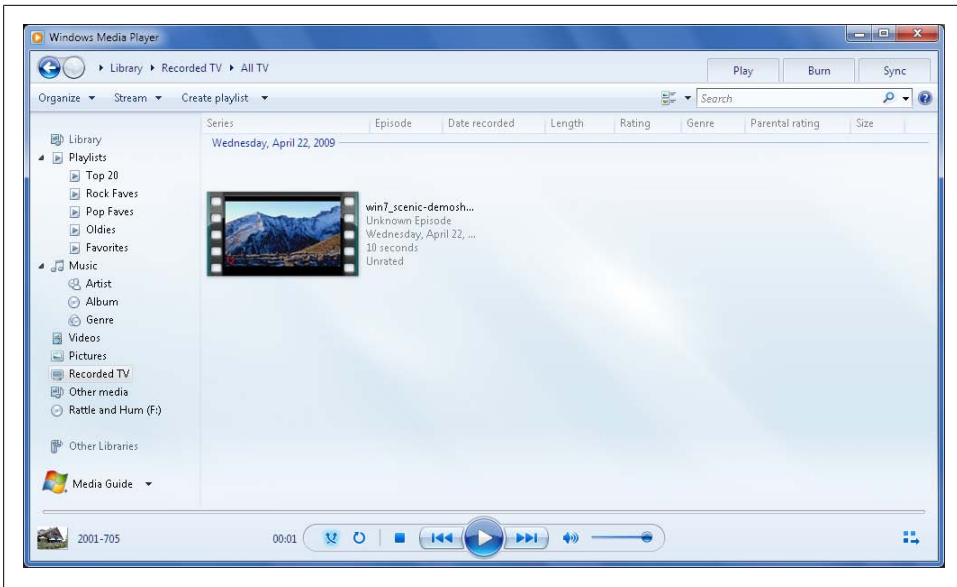 Windows Media Player
Library ▸ Recorded TV ▸ All TV
Play Burn Sync
Organize Stream Create playlist
Search
Series Episode Date recorded Length Rating Genre Parental rating Size
Wednesday, April 22, 2009
win7_scenic-demosh...
Unknown Episode
Wednesday, April 22, ...
10 seconds
Unrated
Library
Playlists
Top 20
Rock Faves
Pop Faves
Oldies
Favorites
Music
Artist
Album
Genre
Videos
Pictures
Recorded TV
Other media
Rattle and Hum (F:)
Other Libraries
Media Guide
2001-705
00:01